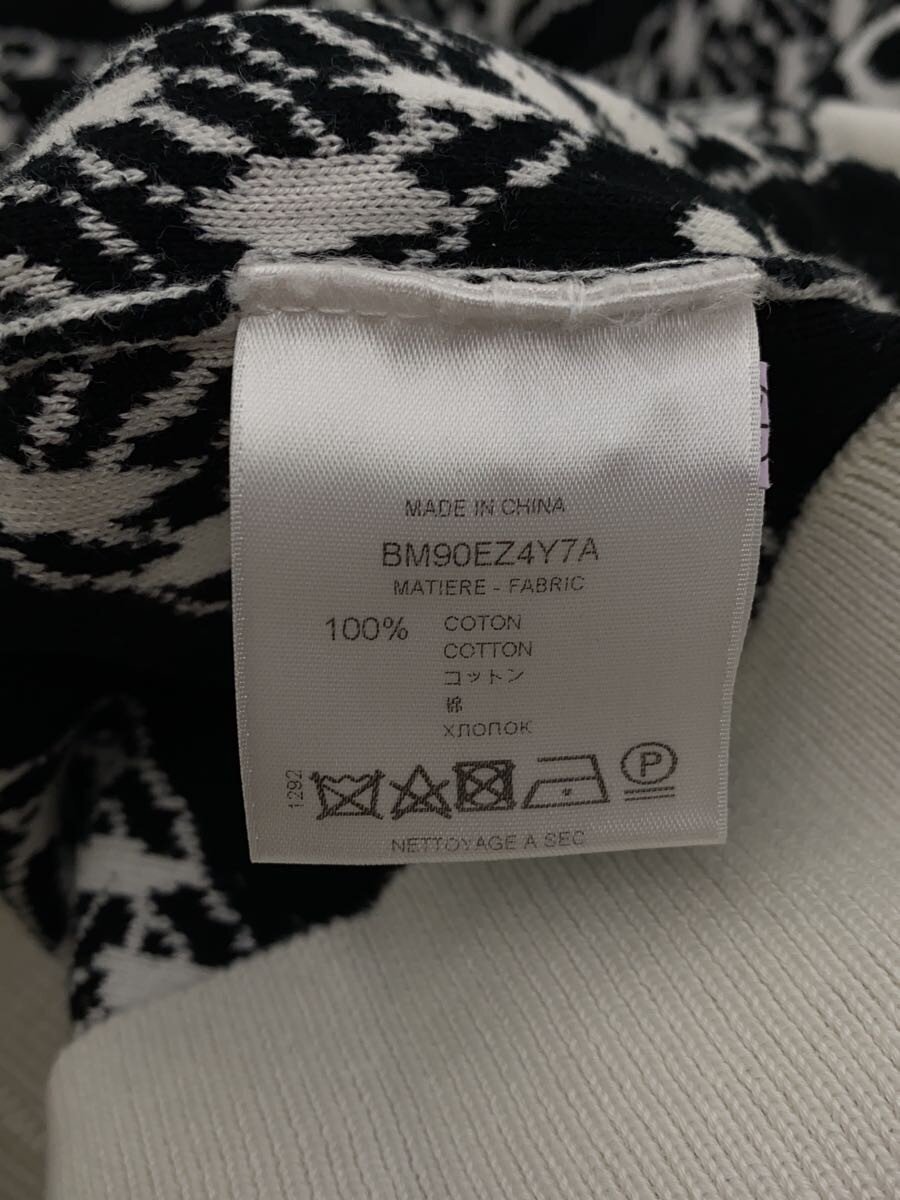 MADE IN CHINA
BM90EZ4Y7A
MATIERE - FABRIC
100% COTON
COTTON
コットン
棉
хлопок
1292
P
NETTOYAGE A SEC